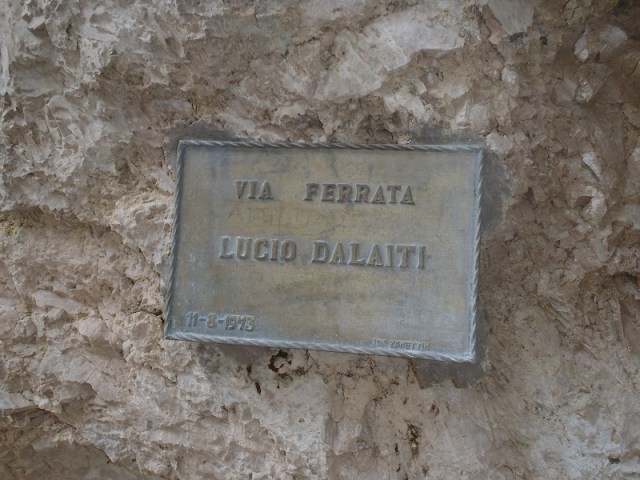 VIA FERRATA
LUCIO DALAITI
11-8-1973